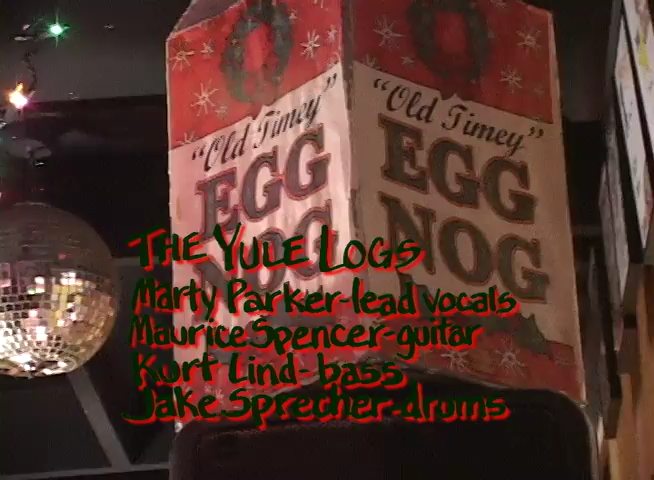 "Old Timey"
EGG
NOG
"Old Timey"
EGG
NOG
THE YULE LOGS
Marty Parker-lead vocals
Maurice Spencer-guitar
Kurt Lind-bass
Jake Sprecher-drums